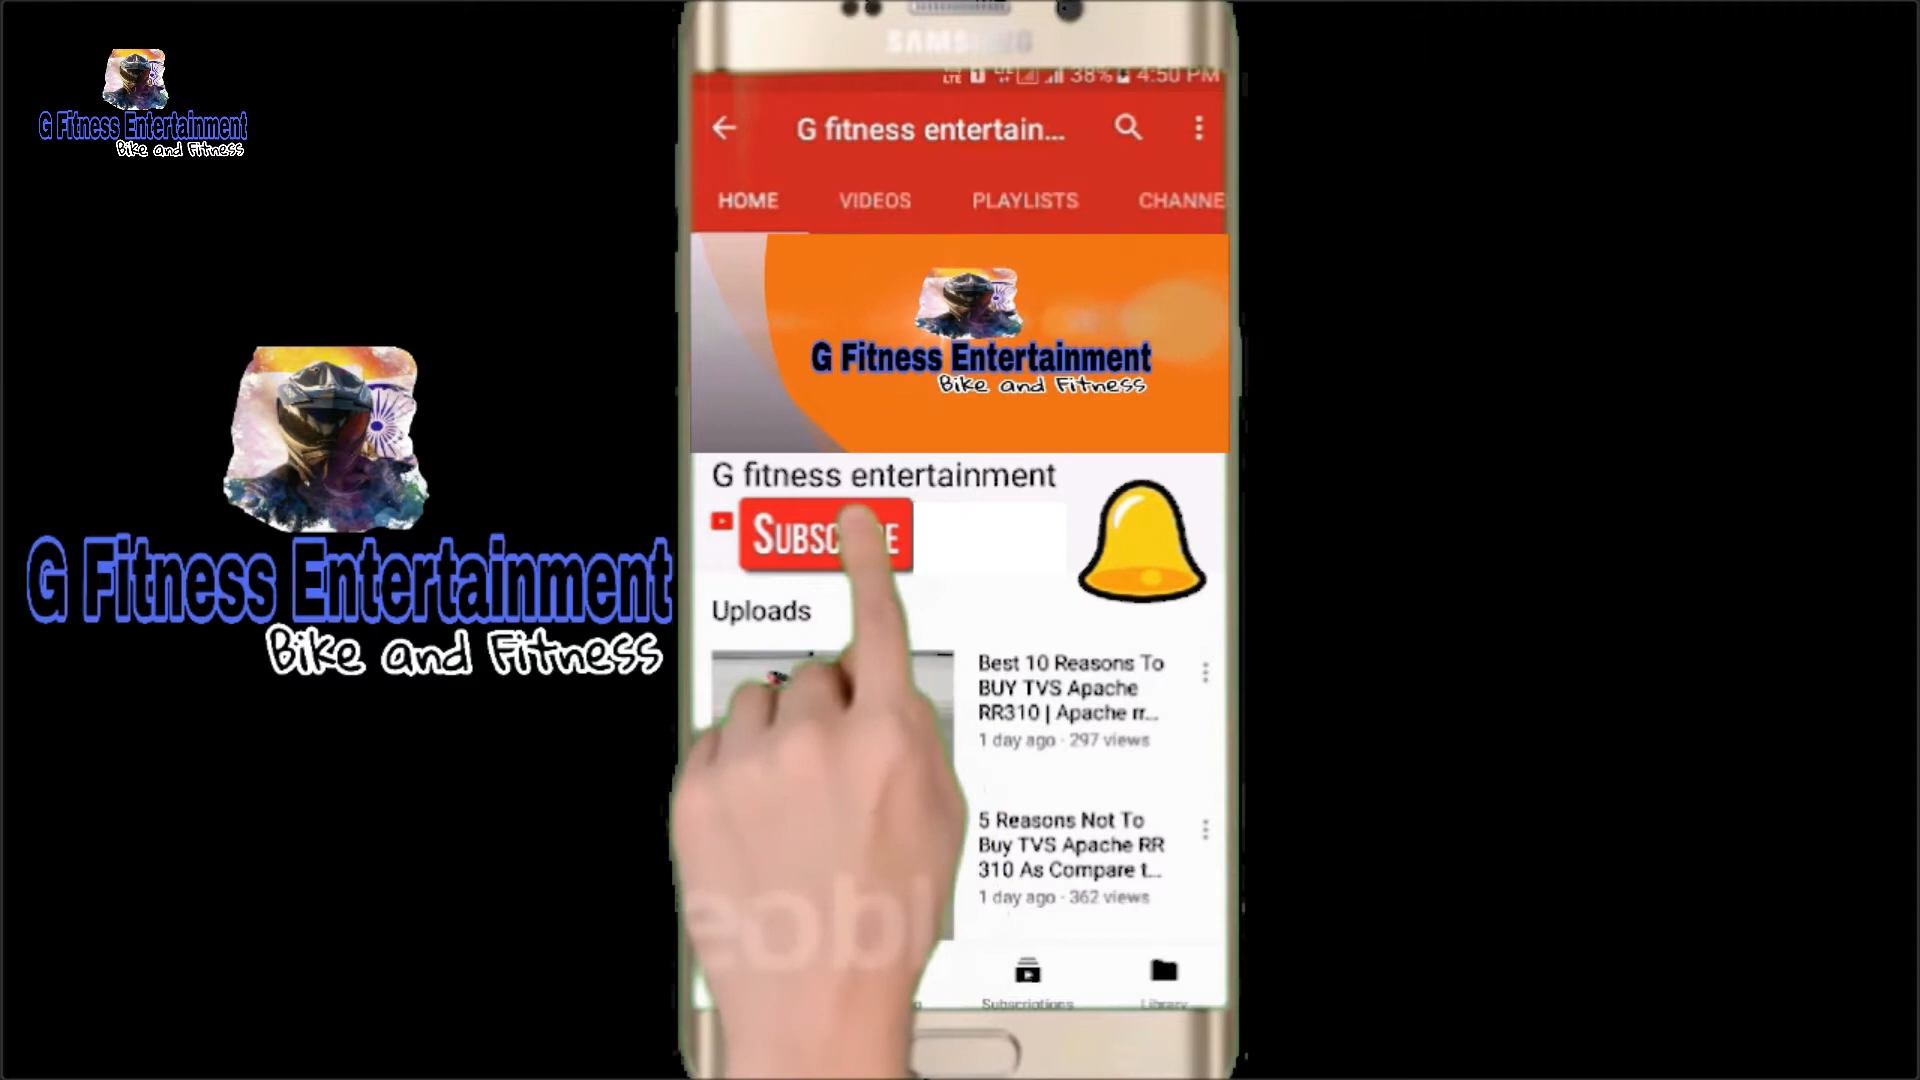 G Fitness Entertainment
Bike and Fitness
G Fitness Entertainment
Bike and Fitness
SAMSUNG
LTE 38% 4:50 PM
G fitness entertain...
HOME VIDEOS PLAYLISTS CHANNE
G Fitness Entertainment
Bike and Fitness
G fitness entertainment
SUBSCRIBE
Uploads
Best 10 Reasons To
BUY TVS Apache
RR310 | Apache rr...
1 day ago · 297 views
5 Reasons Not To
Buy TVS Apache RR
310 As Compare t...
1 day ago · 362 views
Subscriptions
Library